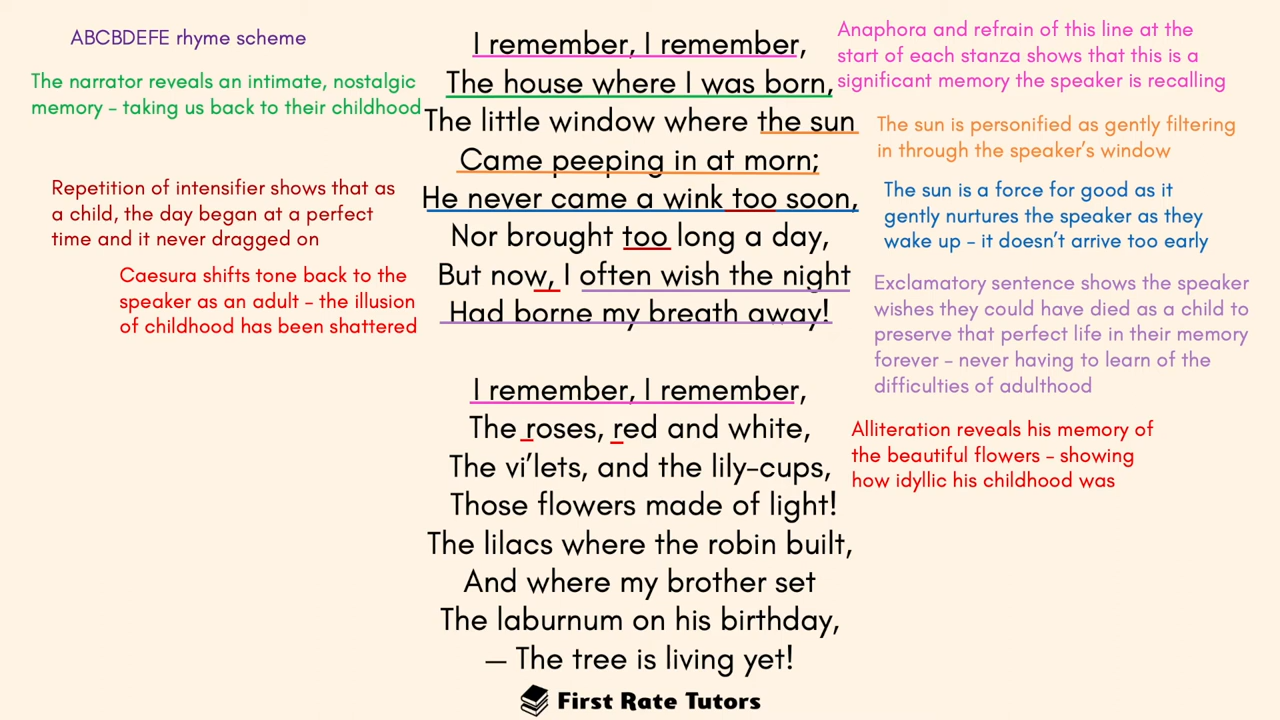 ABCBDEFE rhyme scheme
The narrator reveals an intimate, nostalgic
memory – taking us back to their childhood
Repetition of intensifier shows that as
a child, the day began at a perfect
time and it never dragged on
Caesura shifts tone back to the
speaker as an adult – the illusion
of childhood has been shattered
I remember, I remember,
The house where I was born,
The little window where the sun
Came peeping in at morn;
He never came a wink too soon,
Nor brought too long a day,
But now, I often wish the night
Had borne my breath away!
I remember, I remember,
The roses, red and white,
The vi’lets, and the lily-cups,
Those flowers made of light!
The lilacs where the robin built,
And where my brother set
The laburnum on his birthday,
— The tree is living yet!
Anaphora and refrain of this line at the
start of each stanza shows that this is a
significant memory the speaker is recalling
The sun is personified as gently filtering
in through the speaker’s window
The sun is a force for good as it
gently nurtures the speaker as they
wake up – it doesn’t arrive too early
Exclamatory sentence shows the speaker
wishes they could have died as a child to
preserve that perfect life in their memory
forever – never having to learn of the
difficulties of adulthood
Alliteration reveals his memory of
the beautiful flowers – showing
how idyllic his childhood was
First Rate Tutors